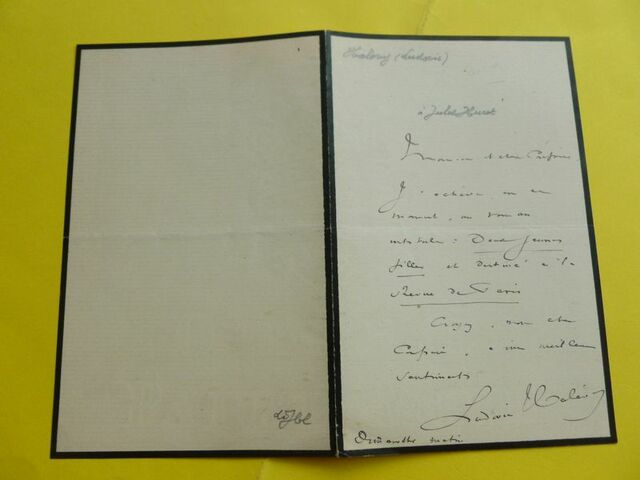 Halévy (Ludovic)
à Jules Huret
Monsieur et cher Confrère
J'achève, en ce
moment, un roman
intitulé : Deux jeunes
filles et destiné à la
Revue de Paris
Croyez, mon cher
Confrère, à mes meilleurs
sentiments
Ludovic Halévy
Dimanche matin